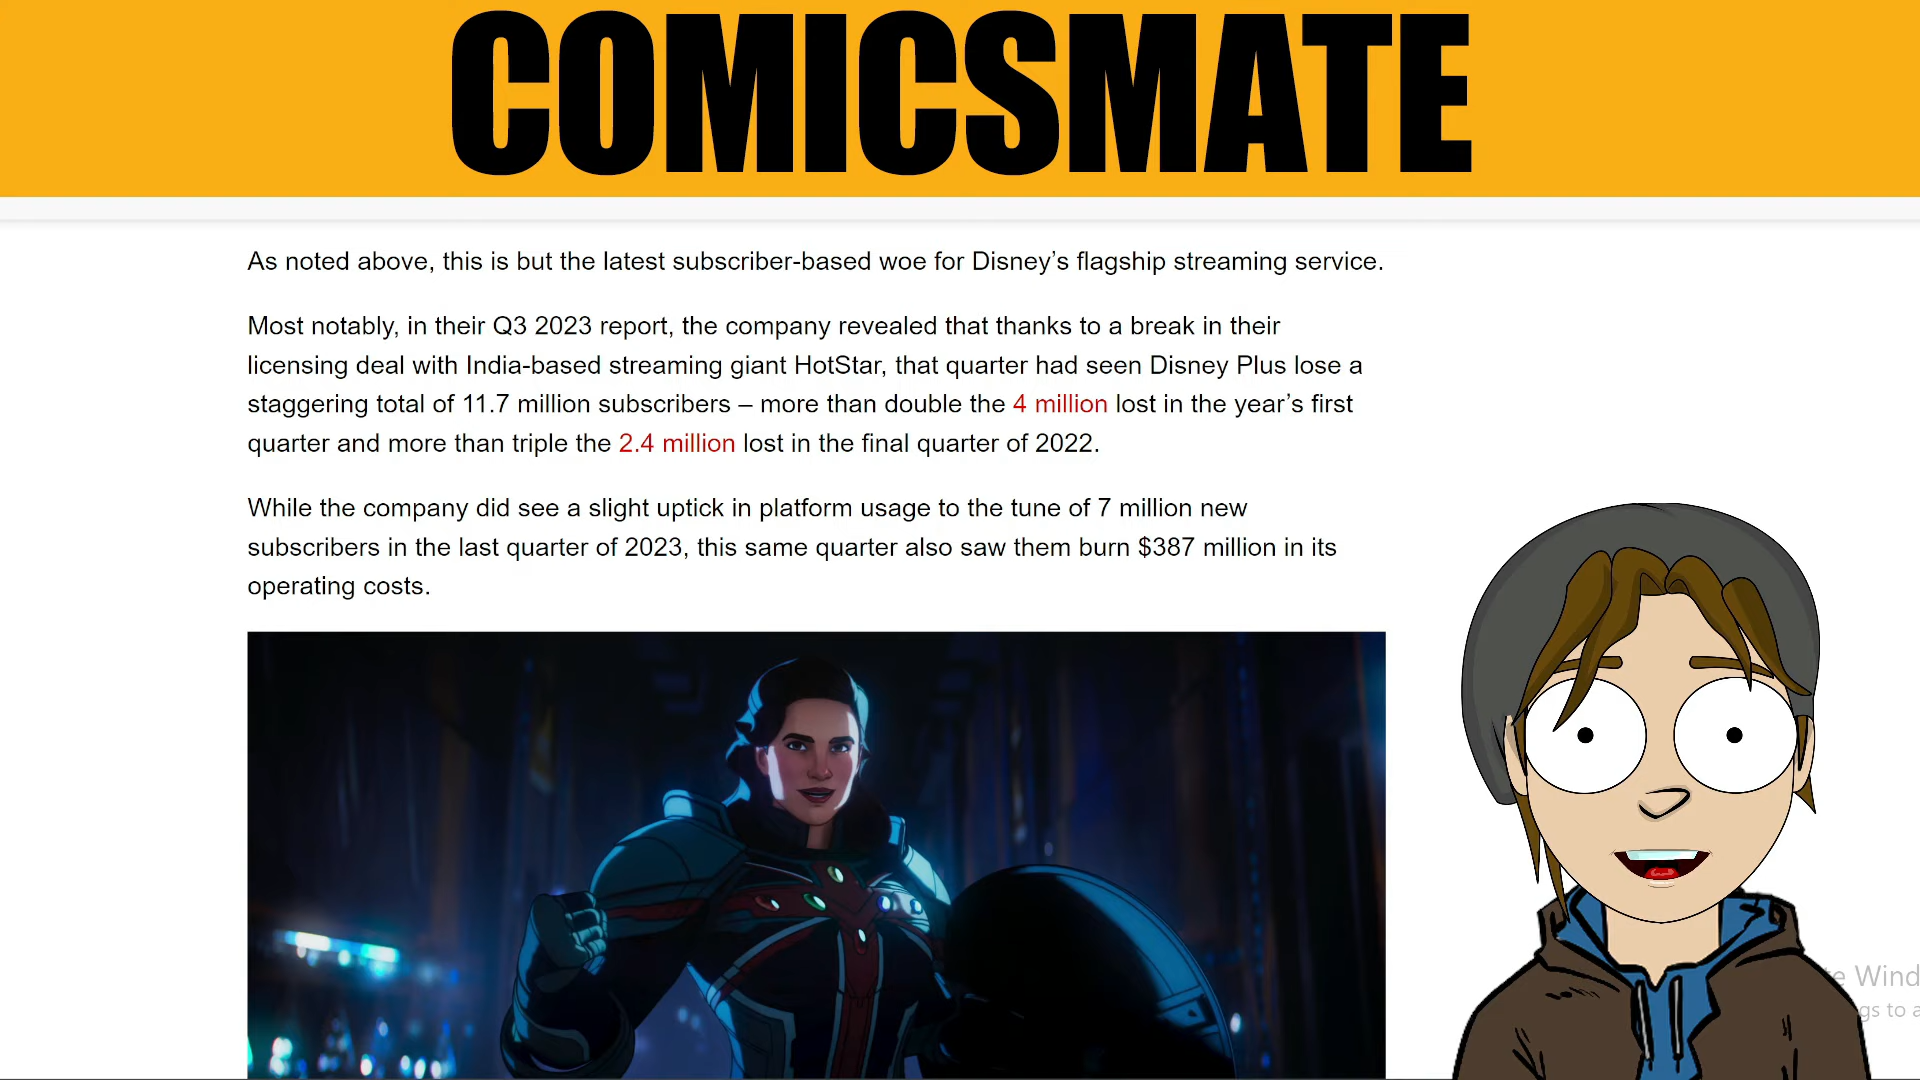 COMICSMATE
As noted above, this is but the latest subscriber-based woe for Disney’s flagship streaming service.
Most notably, in their Q3 2023 report, the company revealed that thanks to a break in their
licensing deal with India-based streaming giant HotStar, that quarter had seen Disney Plus lose a
staggering total of 11.7 million subscribers – more than double the 4 million lost in the year’s first
quarter and more than triple the 2.4 million lost in the final quarter of 2022.
While the company did see a slight uptick in platform usage to the tune of 7 million new
subscribers in the last quarter of 2023, this same quarter also saw them burn $387 million in its
operating costs.